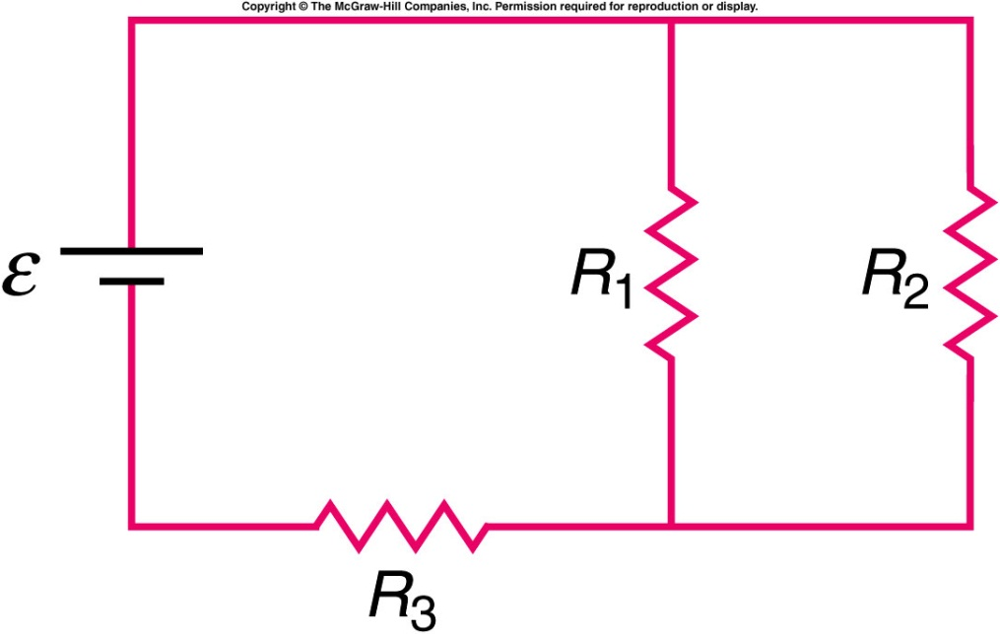 Copyright © The McGraw-Hill Companies, Inc. Permission required for reproduction or display.
ε
R₁
R₂
R₃